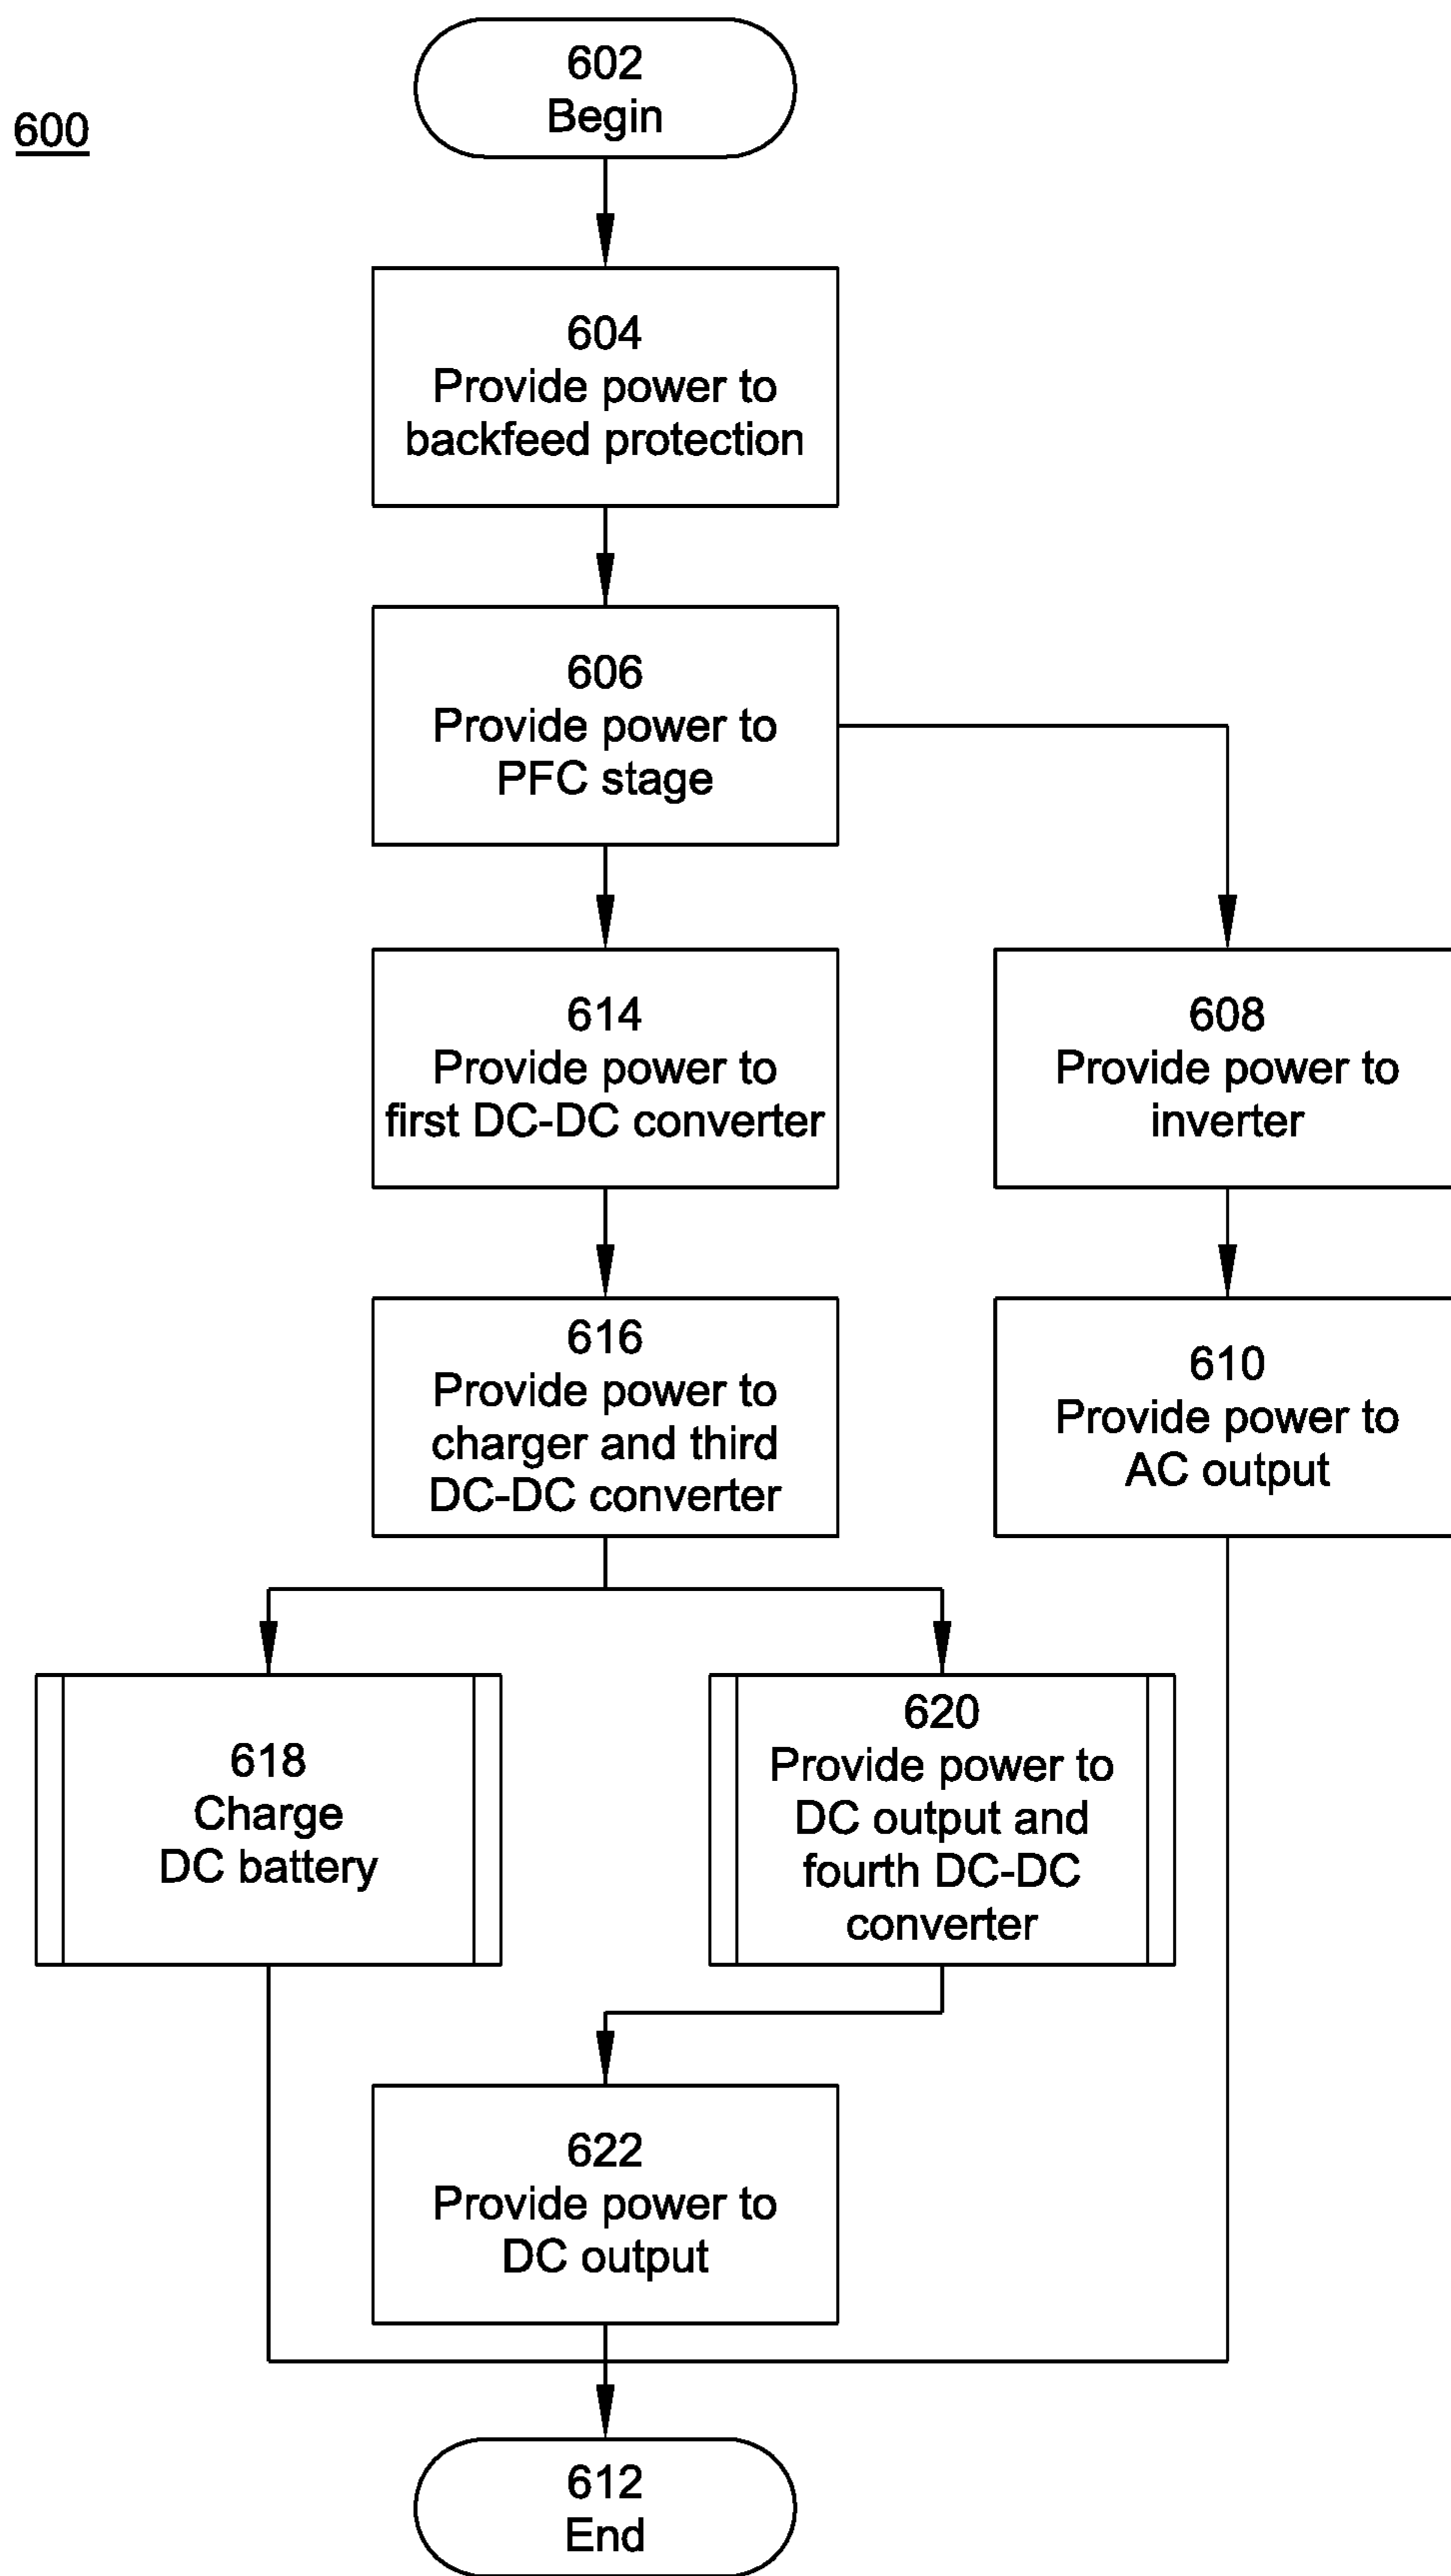 600
602
Begin
604
Provide power to
backfeed protection
606
Provide power to
PFC stage
614
Provide power to
first DC-DC converter
608
Provide power to
inverter
616
Provide power to
charger and third
DC-DC converter
610
Provide power to
AC output
618
Charge
DC battery
620
Provide power to
DC output and
fourth DC-DC
converter
622
Provide power to
DC output
612
End